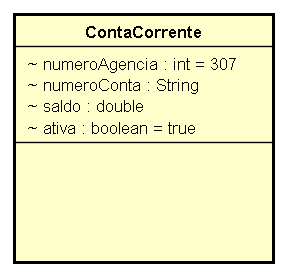 ContaCorrente
~ numeroAgencia : int = 307
~ numeroConta : String
~ saldo : double
~ ativa : boolean = true